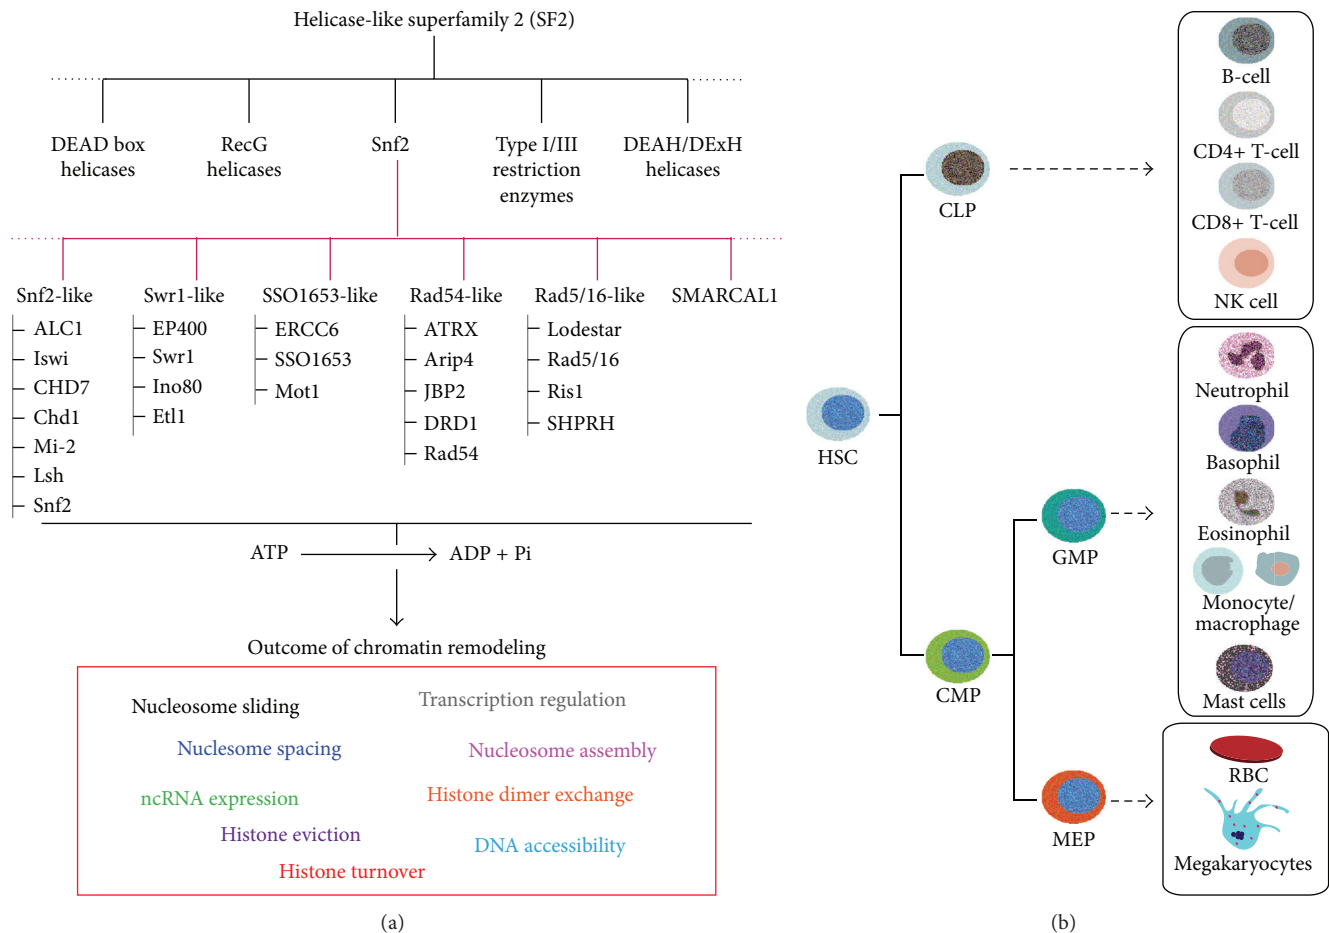 Helicase-like superfamily 2 (SF2)
DEAD box
helicases
RecG
helicases
Snf2
Type I/III
restriction
enzymes
DEAH/DExH
helicases
Snf2-like
ALC1
Iswi
CHD7
Chd1
Mi-2
Lsh
Snf2
Swr1-like
EP400
Swr1
Ino80
Etl1
SSO1653-like
ERCC6
SSO1653
Mot1
Rad54-like
ATRX
Arip4
JBP2
DRD1
Rad54
Rad5/16-like
Lodestar
Rad5/16
Ris1
SHPRH
SMARCAL1
ATP
ADP + Pi
Outcome of chromatin remodeling
Nucleosome sliding
Transcription regulation
Nuclesome spacing
Nucleosome assembly
ncRNA expression
Histone dimer exchange
Histone eviction
DNA accessibility
Histone turnover
(a)
HSC
CLP
CMP
GMP
MEP
B-cell
CD4+ T-cell
CD8+ T-cell
NK cell
Neutrophil
Basophil
Eosinophil
Monocyte/
macrophage
Mast cells
RBC
Megakaryocytes
(b)